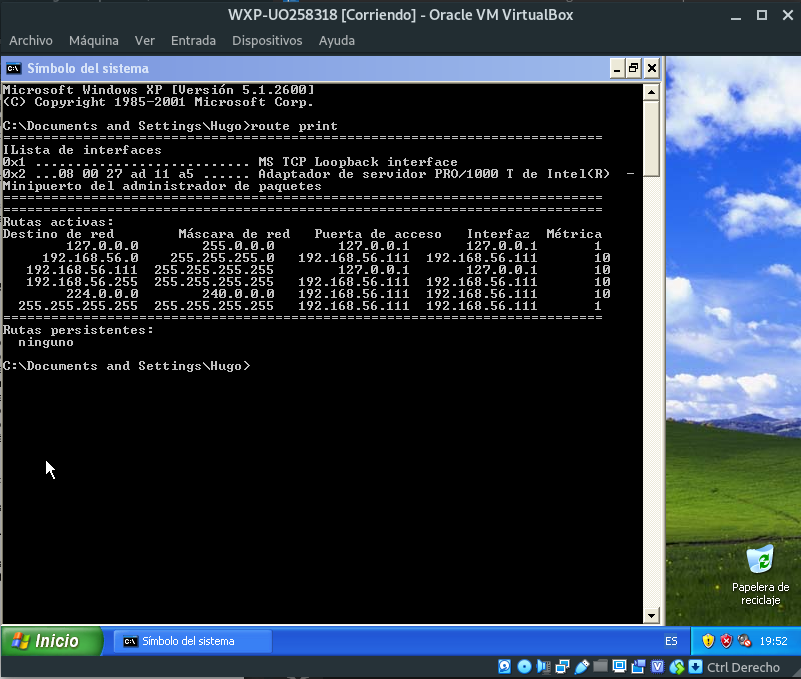 WXP-UO258318 [Corriendo] - Oracle VM VirtualBox
Archivo Máquina Ver Entrada Dispositivos Ayuda
Símbolo del sistema
Microsoft Windows XP [Versión 5.1.2600]
(C) Copyright 1985-2001 Microsoft Corp.
C:\Documents and Settings\Hugo>route print
===========================================================================
ILista de interfaces
0x1 ........................... MS TCP Loopback interface
0x2 ...08 00 27 ad 11 a5 ...... Adaptador de servidor PRO/1000 T de Intel(R)  -
Minipuerto del administrador de paquetes
===========================================================================
===========================================================================
Rutas activas:
Destino de red        Máscara de red   Puerta de acceso   Interfaz  Métrica
127.0.0.0        255.0.0.0        127.0.0.1       127.0.0.1       1
192.168.56.0    255.255.255.0   192.168.56.111  192.168.56.111       10
192.168.56.111  255.255.255.255        127.0.0.1       127.0.0.1       10
192.168.56.255  255.255.255.255   192.168.56.111  192.168.56.111       10
224.0.0.0        240.0.0.0   192.168.56.111  192.168.56.111       10
255.255.255.255  255.255.255.255   192.168.56.111  192.168.56.111       1
===========================================================================
Rutas persistentes:
ninguno
C:\Documents and Settings\Hugo>
Papelera de
reciclaje
Inicio
Símbolo del sistema
ES
19:52
Ctrl Derecho